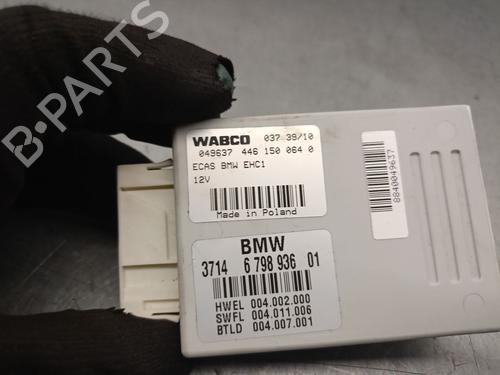 WABCO 037 39/10
049637 446 150 064 0
ECAS BMW EHC1
12V
Made in Poland
8840049637
BMW
3714 6 798 936 01
HWEL 004.002.000
SWFL 004.011.006
BTLD 004.007.001
B-PARTS